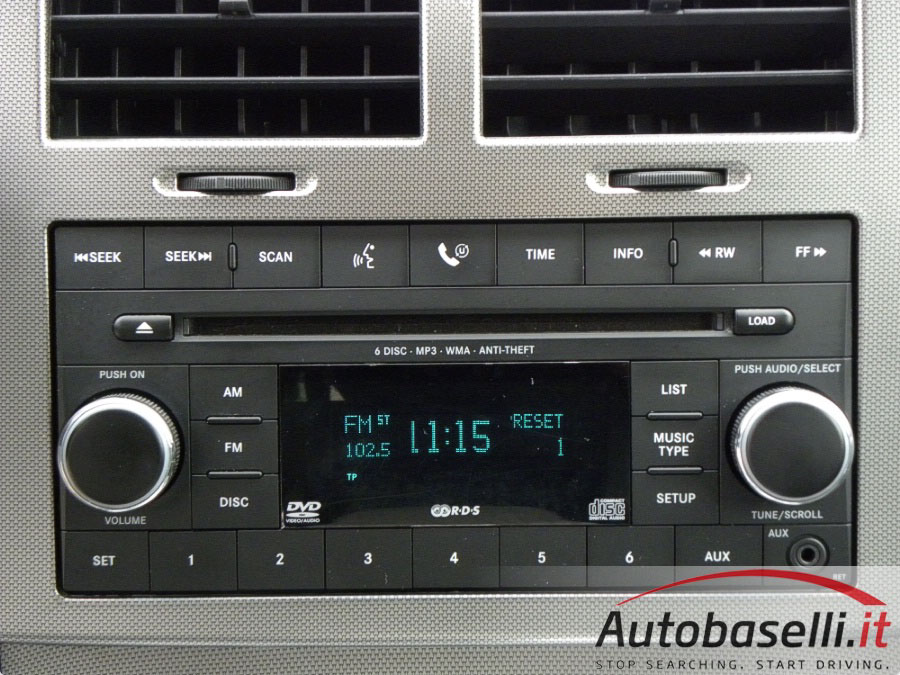 SEEK SEEK SCAN TIME INFO RW FF
LOAD
6 DISC · MP3 · WMA · ANTI-THEFT
PUSH ON
PUSH AUDIO/SELECT
AM
LIST
FM ST 11:15 RESET
102.5 1
TP
FM
MUSIC
TYPE
DISC
SETUP
VOLUME
TUNE/SCROLL
DVD
VIDEO/AUDIO
R·D·S
COMPACT
disc
DIGITAL AUDIO
SET 1 2 3 4 5 6 AUX
AUX
Autobaselli.it
STOP SEARCHING. START DRIVING.